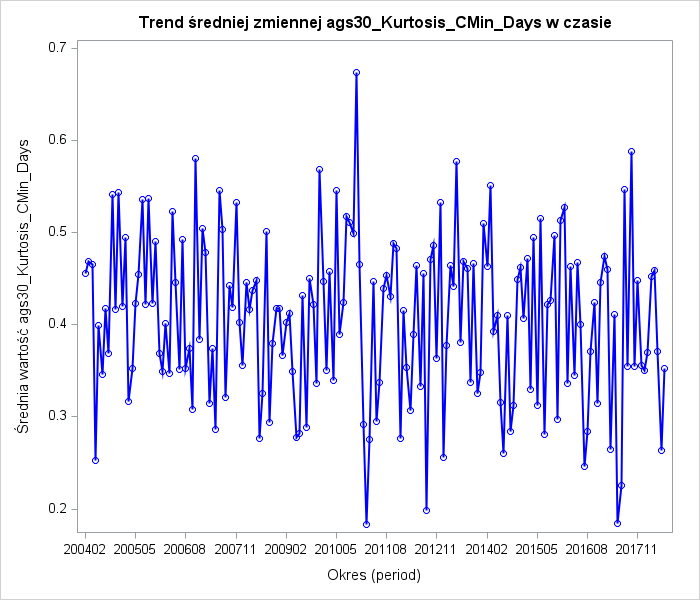 Trend średniej zmiennej ags30_Kurtosis_CMin_Days w czasie
0.7
0.6
0.5
0.4
0.3
0.2
Średnia wartość ags30_Kurtosis_CMin_Days
200402 200505 200608 200711 200902 201005 201108 201211 201402 201505 201608 201711
Okres (period)